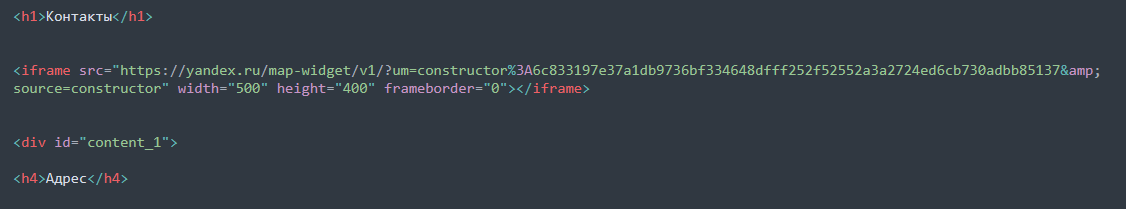 <h1>Контакты</h1>
<iframe src="https://yandex.ru/map-widget/v1/?um=constructor%3A6c833197e37a1db9736bf334648dfff252f52552a3a2724ed6cb730adbb85137&amp;
source=constructor" width="500" height="400" frameborder="0"></iframe>
<div id="content_1">
<h4>Адрес</h4>